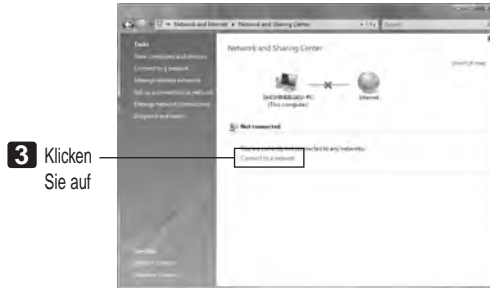 Network and Internet ▸ Network and Sharing Center
Tasks
View computers and devices
Connect to a network
Manage wireless networks
Set up a connection or network
Manage network connections
Diagnose and repair
Network and Sharing Center
View full map
(This computer)
Internet
Not connected
You are currently not connected to any networks.
Connect to a network
3 Klicken
Sie auf
See also